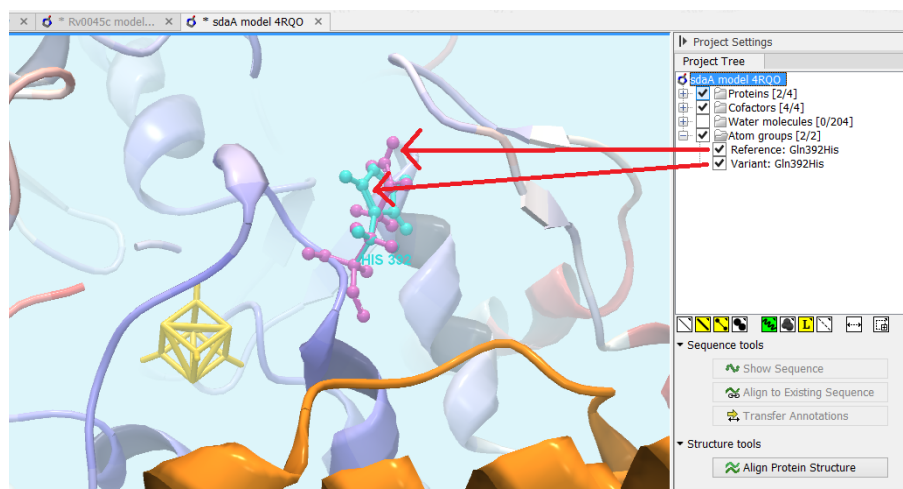 * Rv0045c model...
* sdaA model 4RQO
Project Settings
Project Tree
sdaA model 4RQO
Proteins [2/4]
Cofactors [4/4]
Water molecules [0/204]
Atom groups [2/2]
Reference: Gln392His
Variant: Gln392His
L
Sequence tools
Show Sequence
Align to Existing Sequence
Transfer Annotations
Structure tools
Align Protein Structure